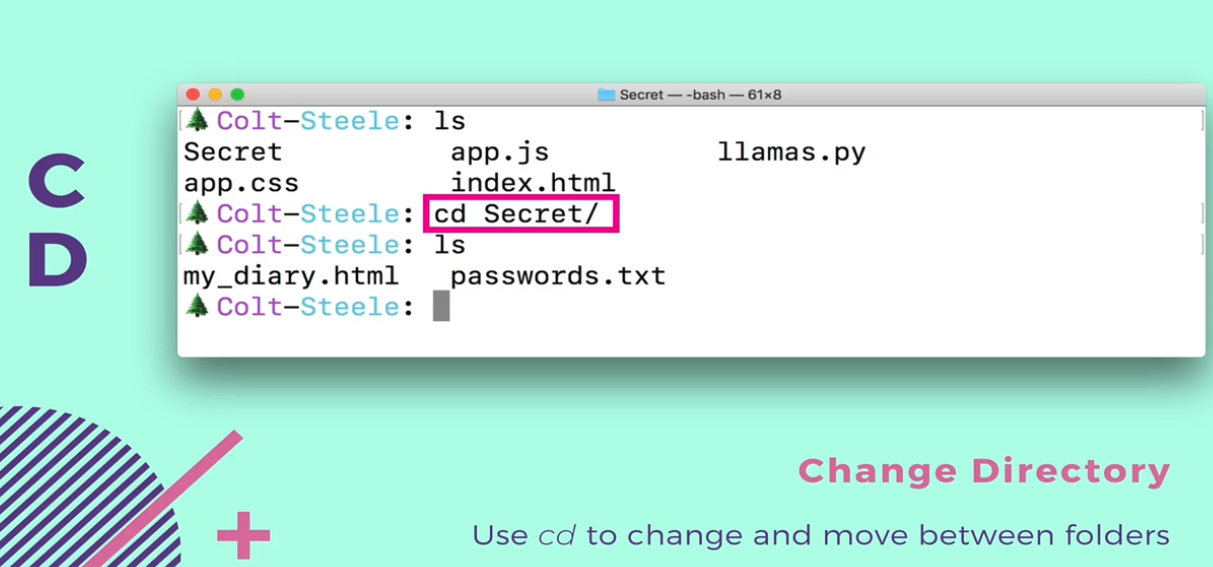 C
D
Secret — -bash — 61×8
Colt-Steele: ls
Secret app.js llamas.py
app.css index.html
Colt-Steele: cd Secret/
Colt-Steele: ls
my_diary.html passwords.txt
Colt-Steele:
Change Directory
Use cd to change and move between folders